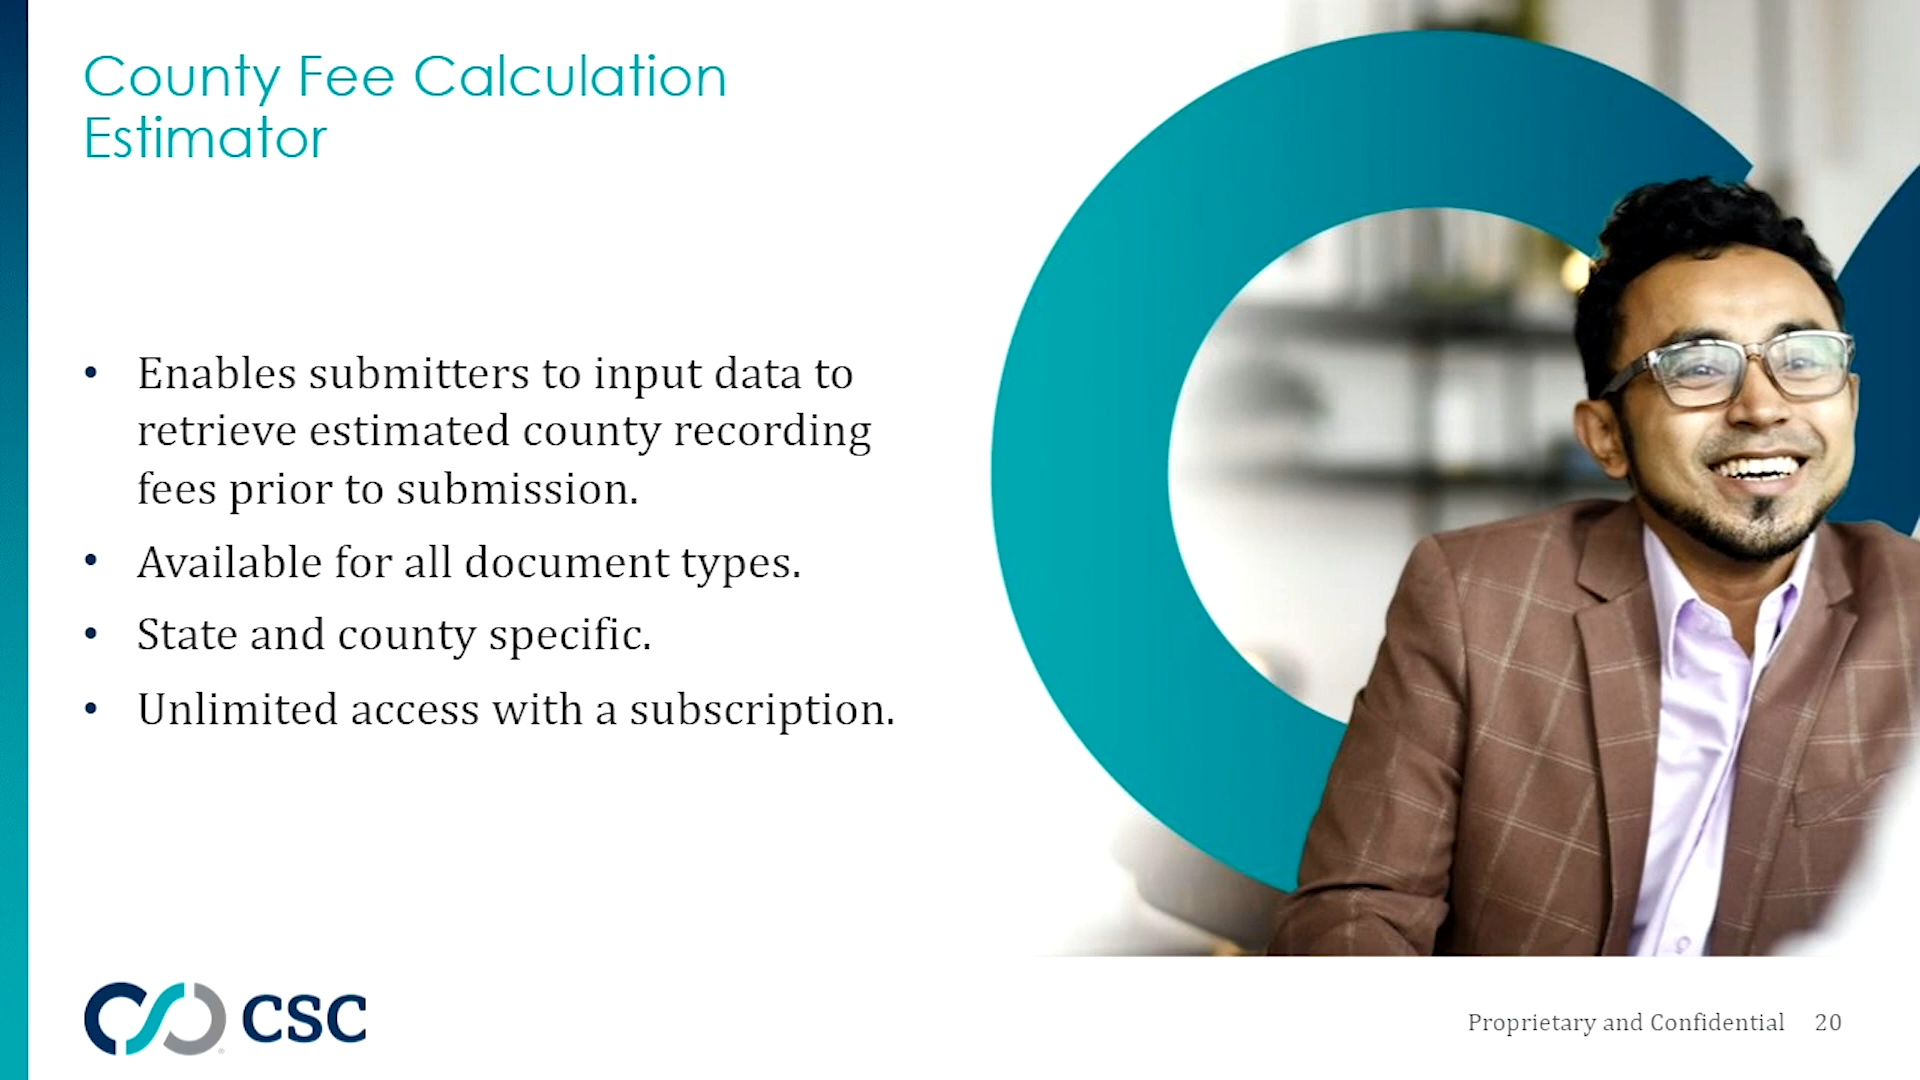 County Fee Calculation
Estimator
• Enables submitters to input data to
retrieve estimated county recording
fees prior to submission.
• Available for all document types.
• State and county specific.
• Unlimited access with a subscription.
CSC
Proprietary and Confidential 20